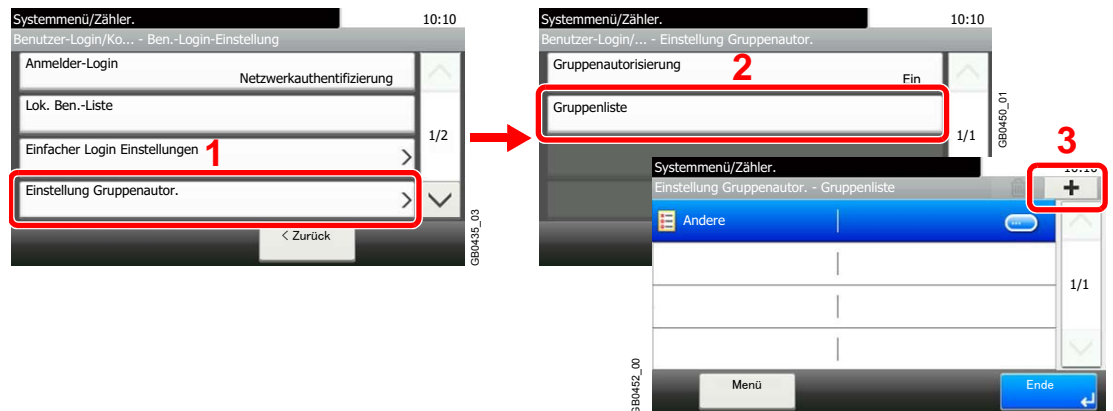 Systemmenü/Zähler. 10:10
Benutzer-Login/Ko... - Ben.-Login-Einstellung
Anmelder-Login
Netzwerkauthentifizierung
Lok. Ben.-Liste
1/2
Einfacher Login Einstellungen
1
Einstellung Gruppenautor.
< Zurück
GB0435_03
Systemmenü/Zähler. 10:10
Benutzer-Login/... - Einstellung Gruppenautor.
Gruppenautorisierung
2
Ein
Gruppenliste
1/1
GB0450_01
3
Systemmenü/Zähler. 10:10
Einstellung Gruppenautor. - Gruppenliste
+
Andere
...
1/1
Menü
Ende
GB0452_00